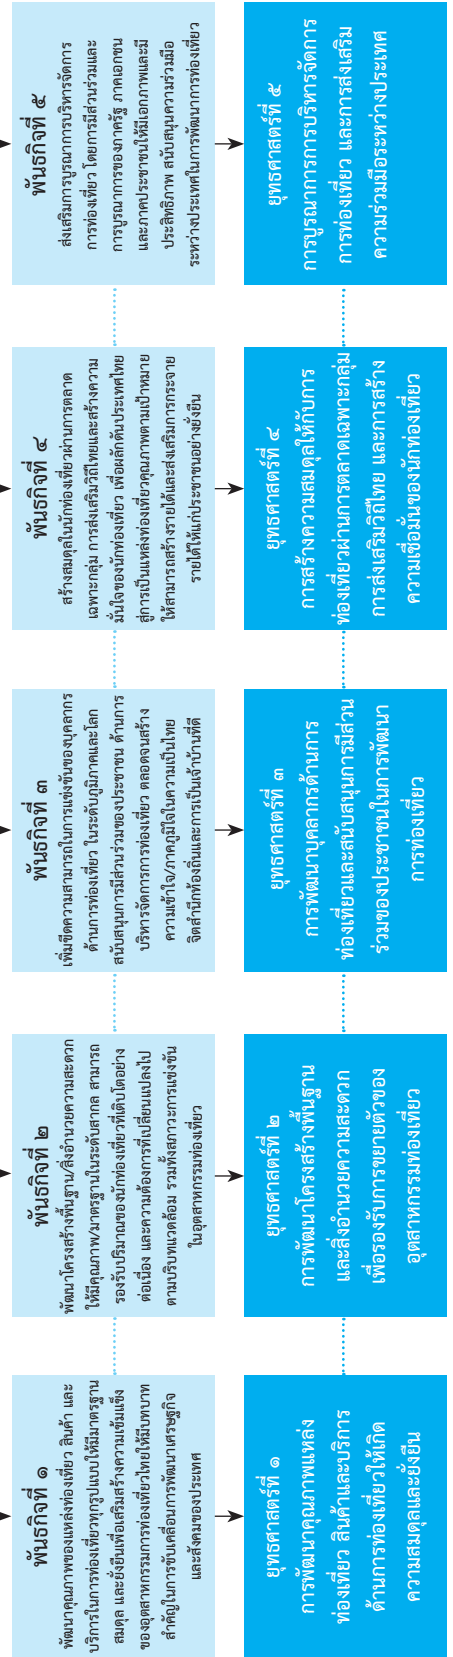 พันธกิจที่ ๑
พัฒนาคุณภาพของแหล่งท่องเที่ยว สินค้า และ
บริการในการท่องเที่ยวทุกรูปแบบให้มีมาตรฐาน
สมดุล และยั่งยืนเพื่อเสริมสร้างความเข้มแข็ง
ของอุตสาหกรรมการท่องเที่ยวไทยให้มีบทบาท
สำคัญในการขับเคลื่อนการพัฒนาเศรษฐกิจ
และสังคมของประเทศ
พันธกิจที่ ๒
พัฒนาโครงสร้างพื้นฐาน/สิ่งอำนวยความสะดวก
ให้มีคุณภาพ/มาตรฐานในระดับสากล สามารถ
รองรับปริมาณของนักท่องเที่ยวที่เติบโตอย่าง
ต่อเนื่อง และความต้องการที่เปลี่ยนแปลงไป
ตามบริบทแวดล้อม รวมทั้งสภาวะการแข่งขัน
ในอุตสาหกรรมท่องเที่ยว
พันธกิจที่ ๓
เพิ่มขีดความสามารถในการแข่งขันของบุคลากร
ด้านการท่องเที่ยว ในระดับภูมิภาคและโลก
สนับสนุนการมีส่วนร่วมของประชาชน ด้านการ
บริหารจัดการการท่องเที่ยว ตลอดจนสร้าง
ความเข้าใจ/ภาคภูมิใจในความเป็นไทย
จิตสำนึกท้องถิ่นและการเป็นเจ้าบ้านที่ดี
พันธกิจที่ ๔
สร้างสมดุลในนักท่องเที่ยวผ่านการตลาด
เฉพาะกลุ่ม การส่งเสริมวิถีไทยและสร้างความ
มั่นใจของนักท่องเที่ยว เพื่อผลักดันประเทศไทย
สู่การเป็นแหล่งท่องเที่ยวคุณภาพตามเป้าหมาย
ให้สามารถสร้างรายได้และส่งเสริมการกระจาย
รายได้ให้แก่ประชาชนอย่างยั่งยืน
พันธกิจที่ ๕
ส่งเสริมการบูรณาการการบริหารจัดการ
การท่องเที่ยว โดยการมีส่วนร่วมและ
การบูรณาการของภาครัฐ ภาคเอกชน
และภาคประชาชนให้มีเอกภาพและมี
ประสิทธิภาพ สนับสนุนความร่วมมือ
ระหว่างประเทศในการพัฒนาการท่องเที่ยว
ยุทธศาสตร์ที่ ๑
การพัฒนาคุณภาพแหล่ง
ท่องเที่ยว สินค้าและบริการ
ด้านการท่องเที่ยวให้เกิด
ความสมดุลและยั่งยืน
ยุทธศาสตร์ที่ ๒
การพัฒนาโครงสร้างพื้นฐาน
และสิ่งอำนวยความสะดวก
เพื่อรองรับการขยายตัวของ
อุตสาหกรรมท่องเที่ยว
ยุทธศาสตร์ที่ ๓
การพัฒนาบุคลากรด้านการ
ท่องเที่ยวและสนับสนุนการมีส่วน
ร่วมของประชาชนในการพัฒนา
การท่องเที่ยว
ยุทธศาสตร์ที่ ๔
การสร้างความสมดุลให้กับการ
ท่องเที่ยวผ่านการตลาดเฉพาะกลุ่ม
การส่งเสริมวิถีไทย และการสร้าง
ความเชื่อมั่นของนักท่องเที่ยว
ยุทธศาสตร์ที่ ๕
การบูรณาการการบริหารจัดการ
การท่องเที่ยว และการส่งเสริม
ความร่วมมือระหว่างประเทศ